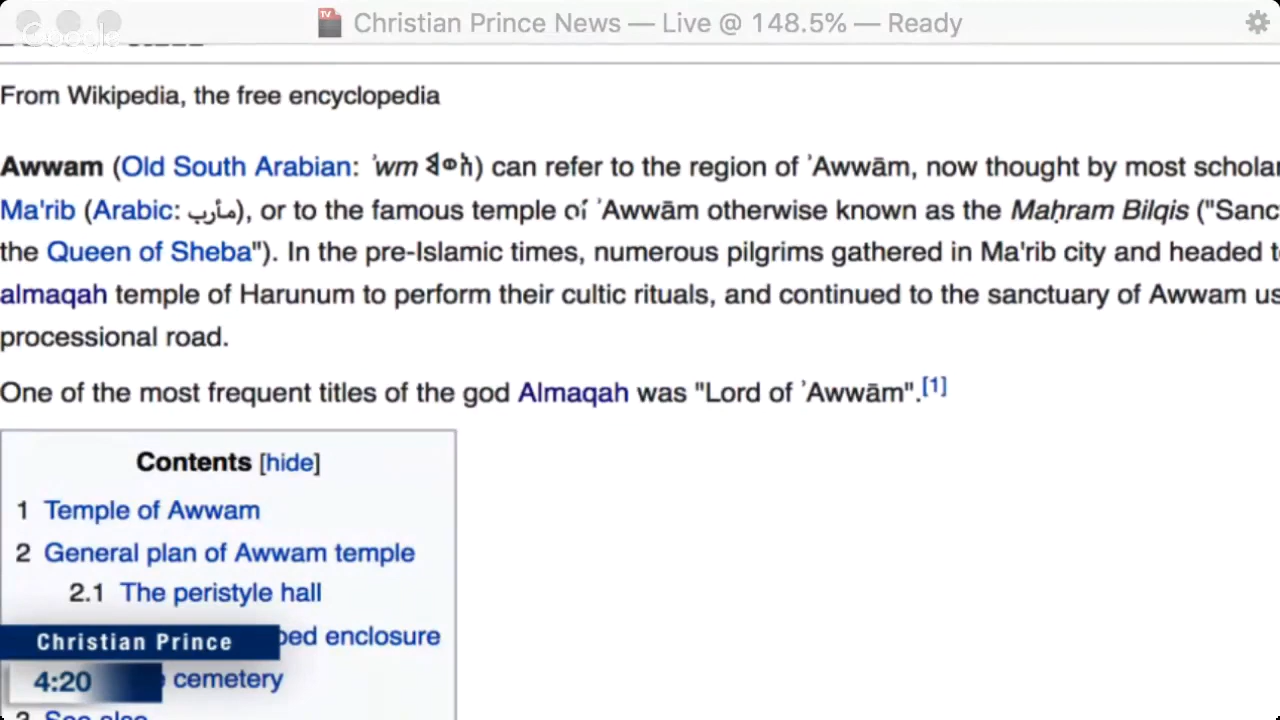 Christian Prince News — Live @ 148.5% — Ready
Google
From Wikipedia, the free encyclopedia
Awwam (Old South Arabian: ʾwm 𐩱𐩥𐩣) can refer to the region of ʾAwwām, now thought by most
Ma'rib (Arabic: مأرب), or to the famous temple of ʾAwwām otherwise known as the Maḥram Bilqis ("
the Queen of Sheba"). In the pre-Islamic times, numerous pilgrims gathered in Ma'rib city and headed
almaqah temple of Harunum to perform their cultic rituals, and continued to the sanctuary of Awwam
processional road.
One of the most frequent titles of the god Almaqah was "Lord of ʾAwwām".[1]
Contents [hide]
1 Temple of Awwam
2 General plan of Awwam temple
2.1 The peristyle hall
enclosure
cemetery
3 See also
Christian Prince
4:20